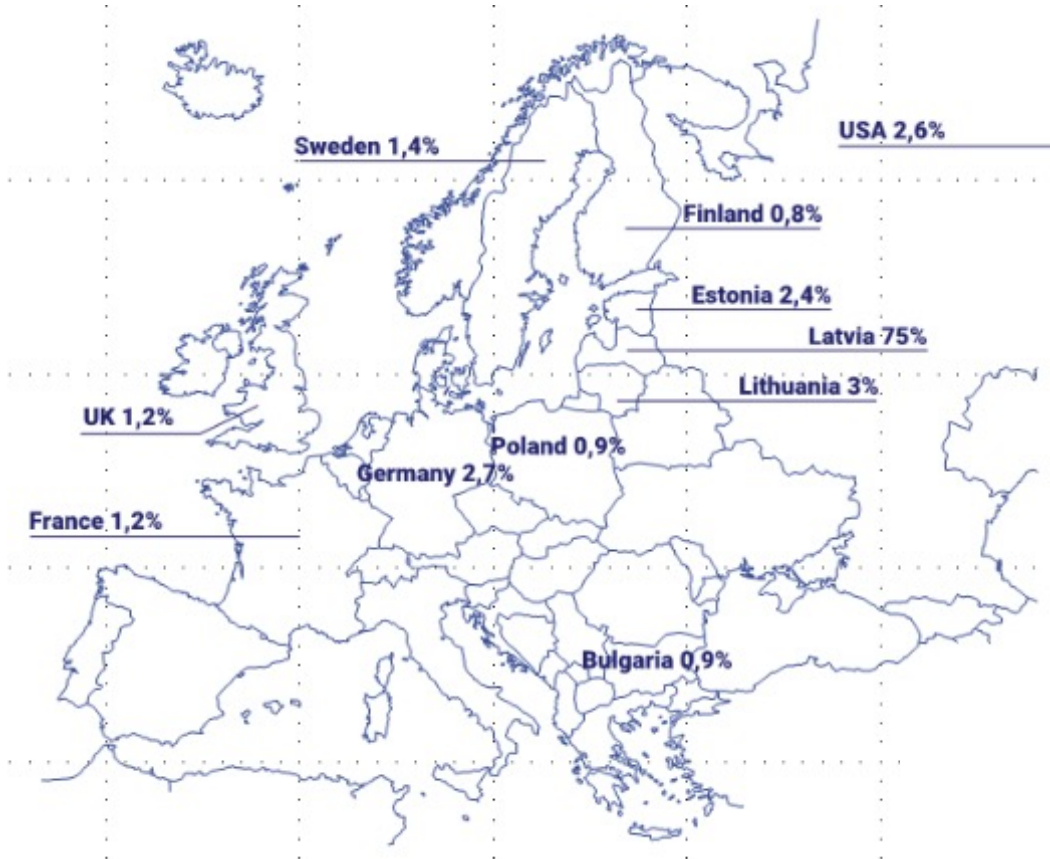 USA 2,6%
Sweden 1,4%
Finland 0,8%
Estonia 2,4%
Latvia 75%
Lithuania 3%
UK 1,2%
Poland 0,9%
Germany 2,7%
France 1,2%
Bulgaria 0,9%